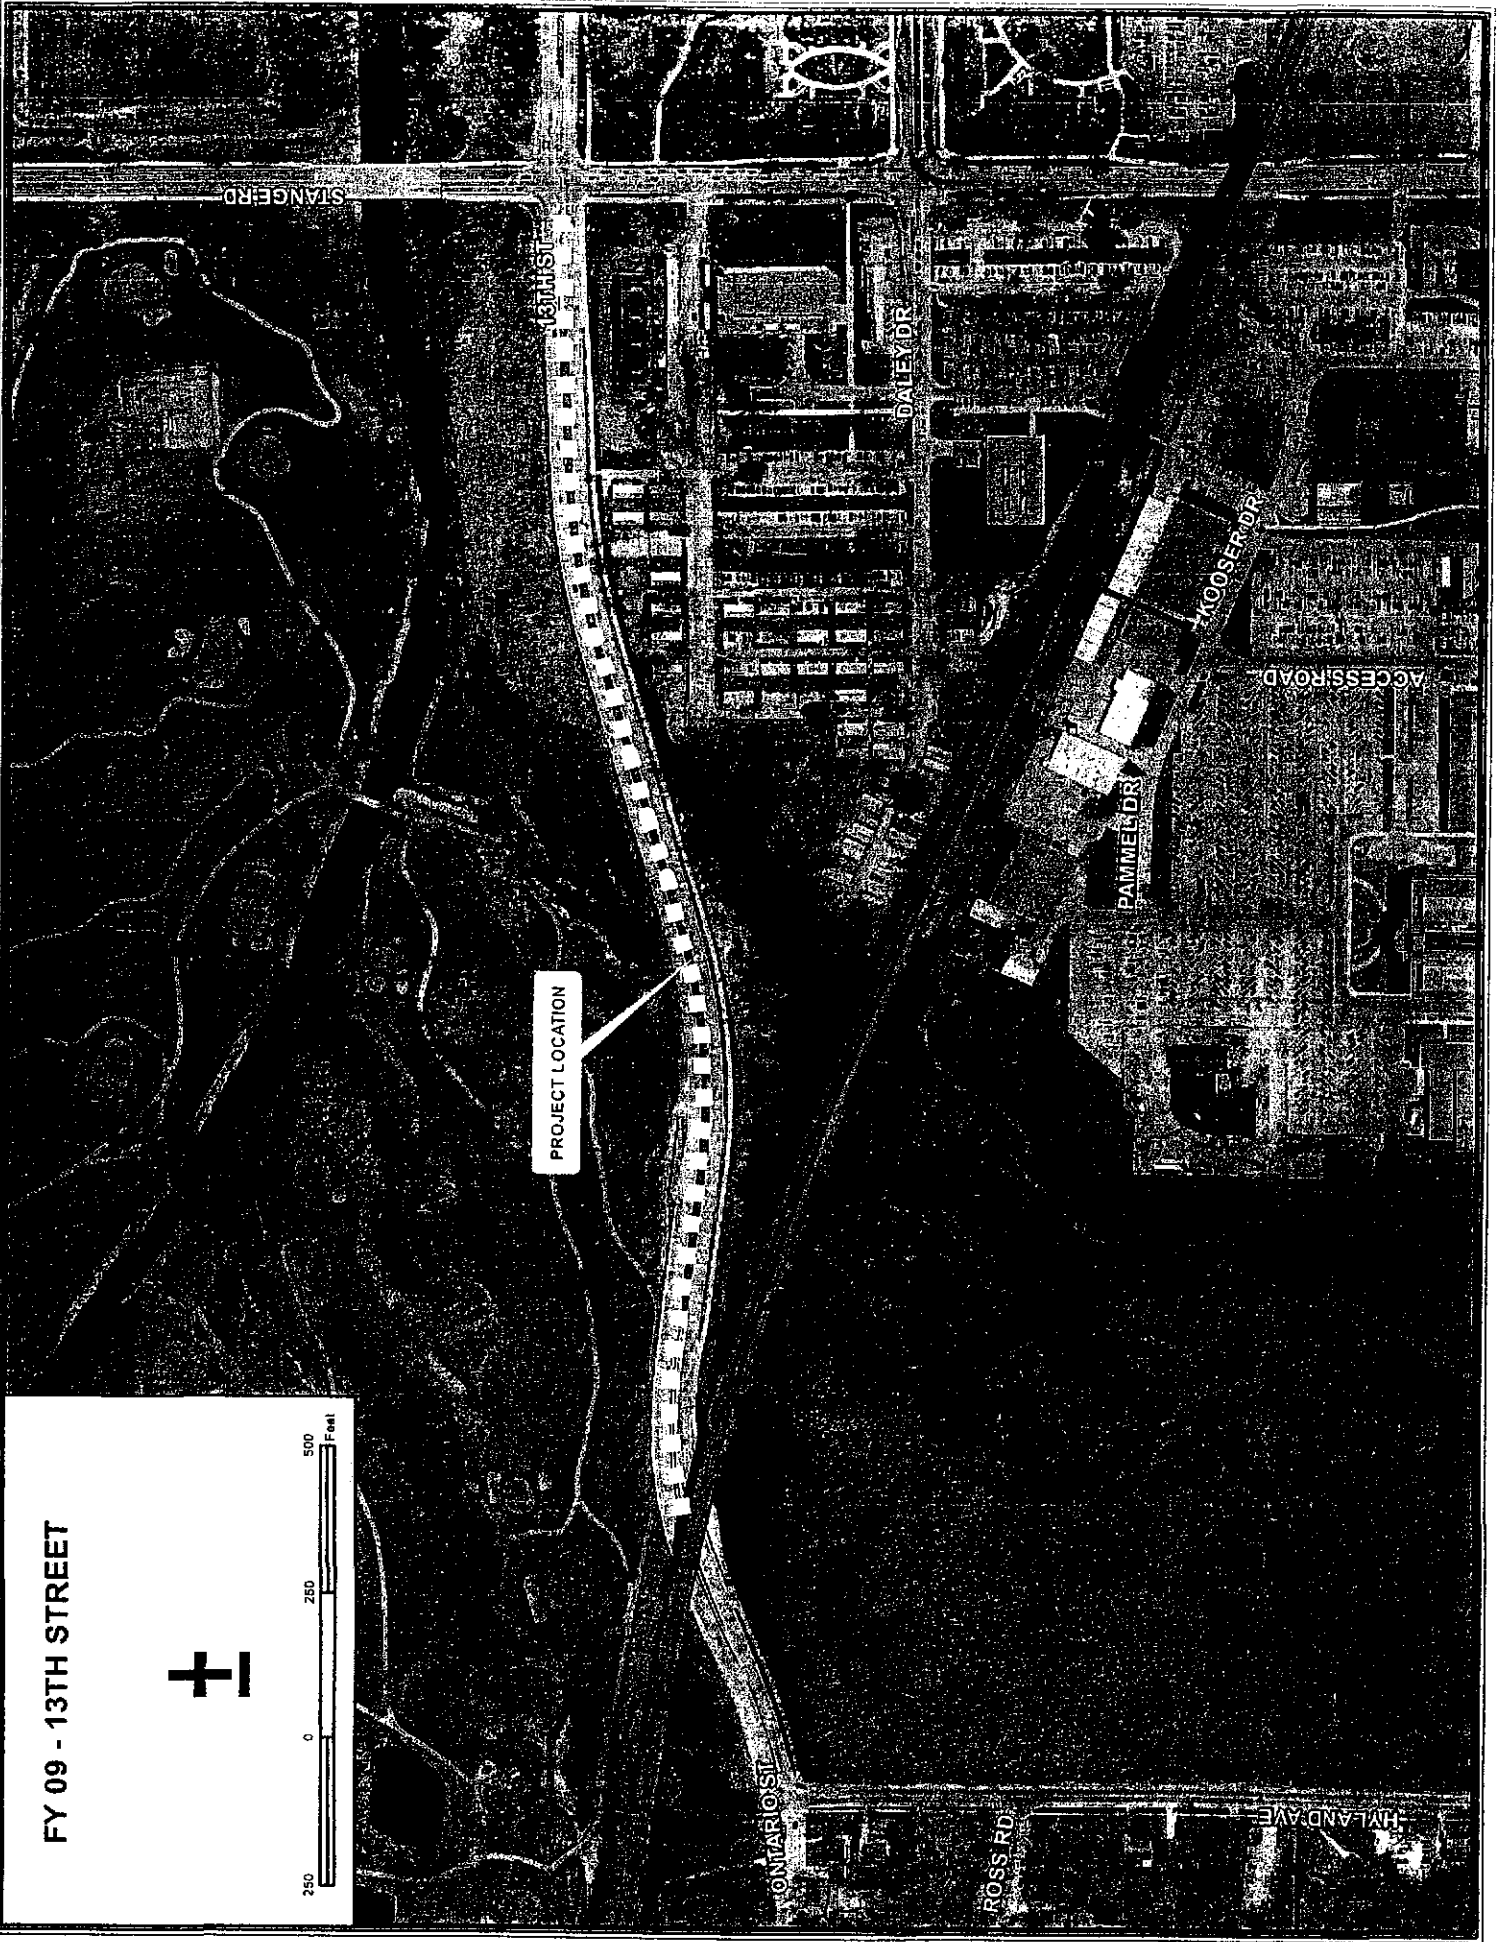 FY 09 - 13TH STREET
250 0 250 500
Feet
STANGE RD
13TH ST
DALEY DR
KOOSER DR
ACCESS ROAD
PAMMEL DR
PROJECT LOCATION
ONTARIO ST
ROSS RD
HYLAND AVE